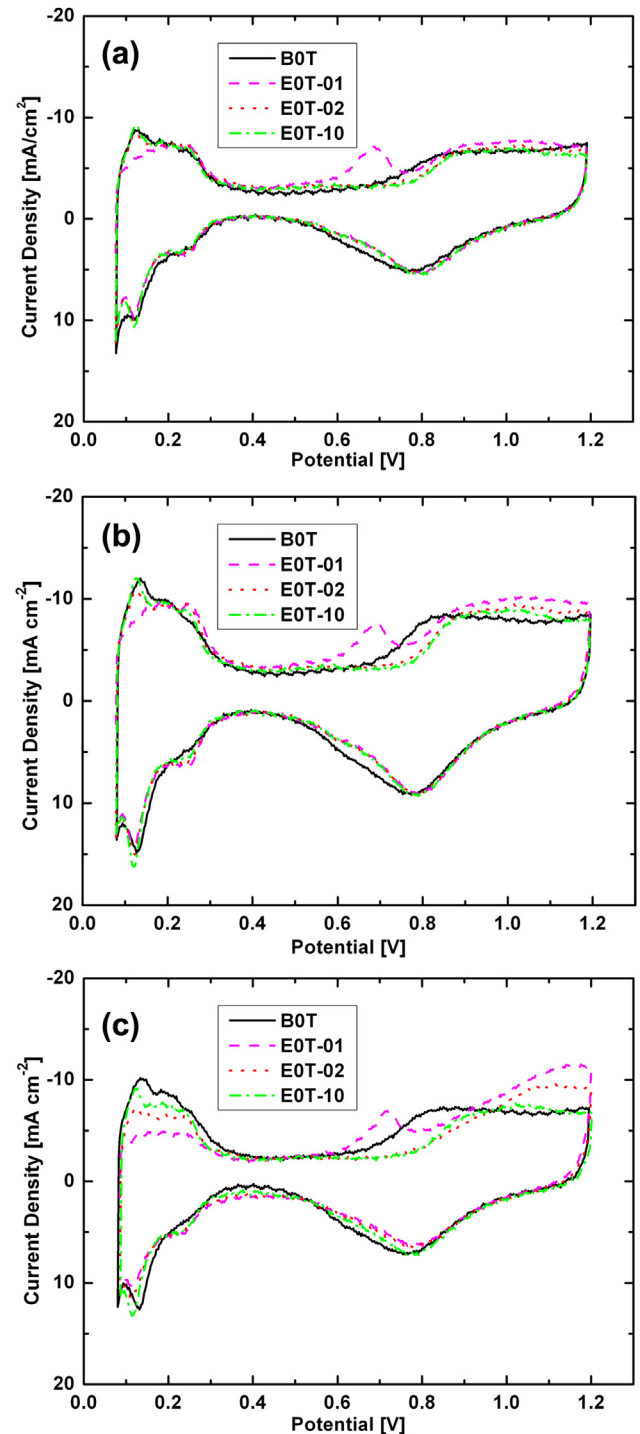 (a)
B0T
E0T-01
E0T-02
E0T-10
-20
-10
0
10
20
Current Density [mA/cm²]
0.0 0.2 0.4 0.6 0.8 1.0 1.2
Potential [V]
(b)
B0T
E0T-01
E0T-02
E0T-10
-20
-10
0
10
20
Current Density [mA cm⁻²]
0.0 0.2 0.4 0.6 0.8 1.0 1.2
Potential [V]
(c)
B0T
E0T-01
E0T-02
E0T-10
-20
-10
0
10
20
Current Density [mA cm⁻²]
0.0 0.2 0.4 0.6 0.8 1.0 1.2
Potential [V]